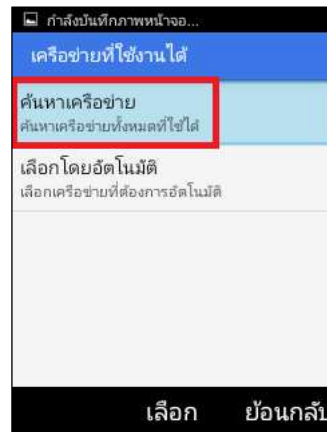 กำลังบันทึกภาพหน้าจอ...
เครือข่ายที่ใช้งานได้
ค้นหาเครือข่าย
ค้นหาเครือข่ายทั้งหมดที่ใช้ได้
เลือกโดยอัตโนมัติ
เลือกเครือข่ายที่ต้องการอัตโนมัติ
เลือก ย้อนกลับ